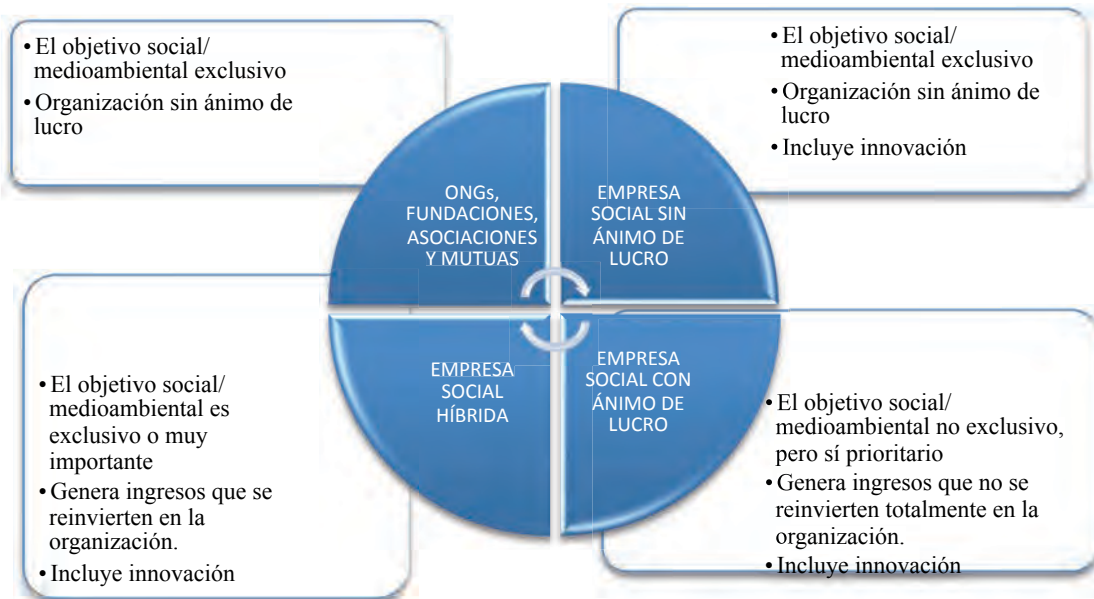 • El objetivo social/
medioambiental exclusivo
• Organización sin ánimo de
lucro
• El objetivo social/
medioambiental exclusivo
• Organización sin ánimo de
lucro
• Incluye innovación
ONGs,
FUNDACIONES,
ASOCIACIONES
Y MUTUAS
EMPRESA
SOCIAL SIN
ÁNIMO DE
LUCRO
EMPRESA
SOCIAL
HÍBRIDA
EMPRESA
SOCIAL CON
ÁNIMO DE
LUCRO
• El objetivo social/
medioambiental es
exclusivo o muy
importante
• Genera ingresos que se
reinvierten en la
organización.
• Incluye innovación
• El objetivo social/
medioambiental no exclusivo,
pero sí prioritario
• Genera ingresos que no se
reinvierten totalmente en la
organización.
• Incluye innovación